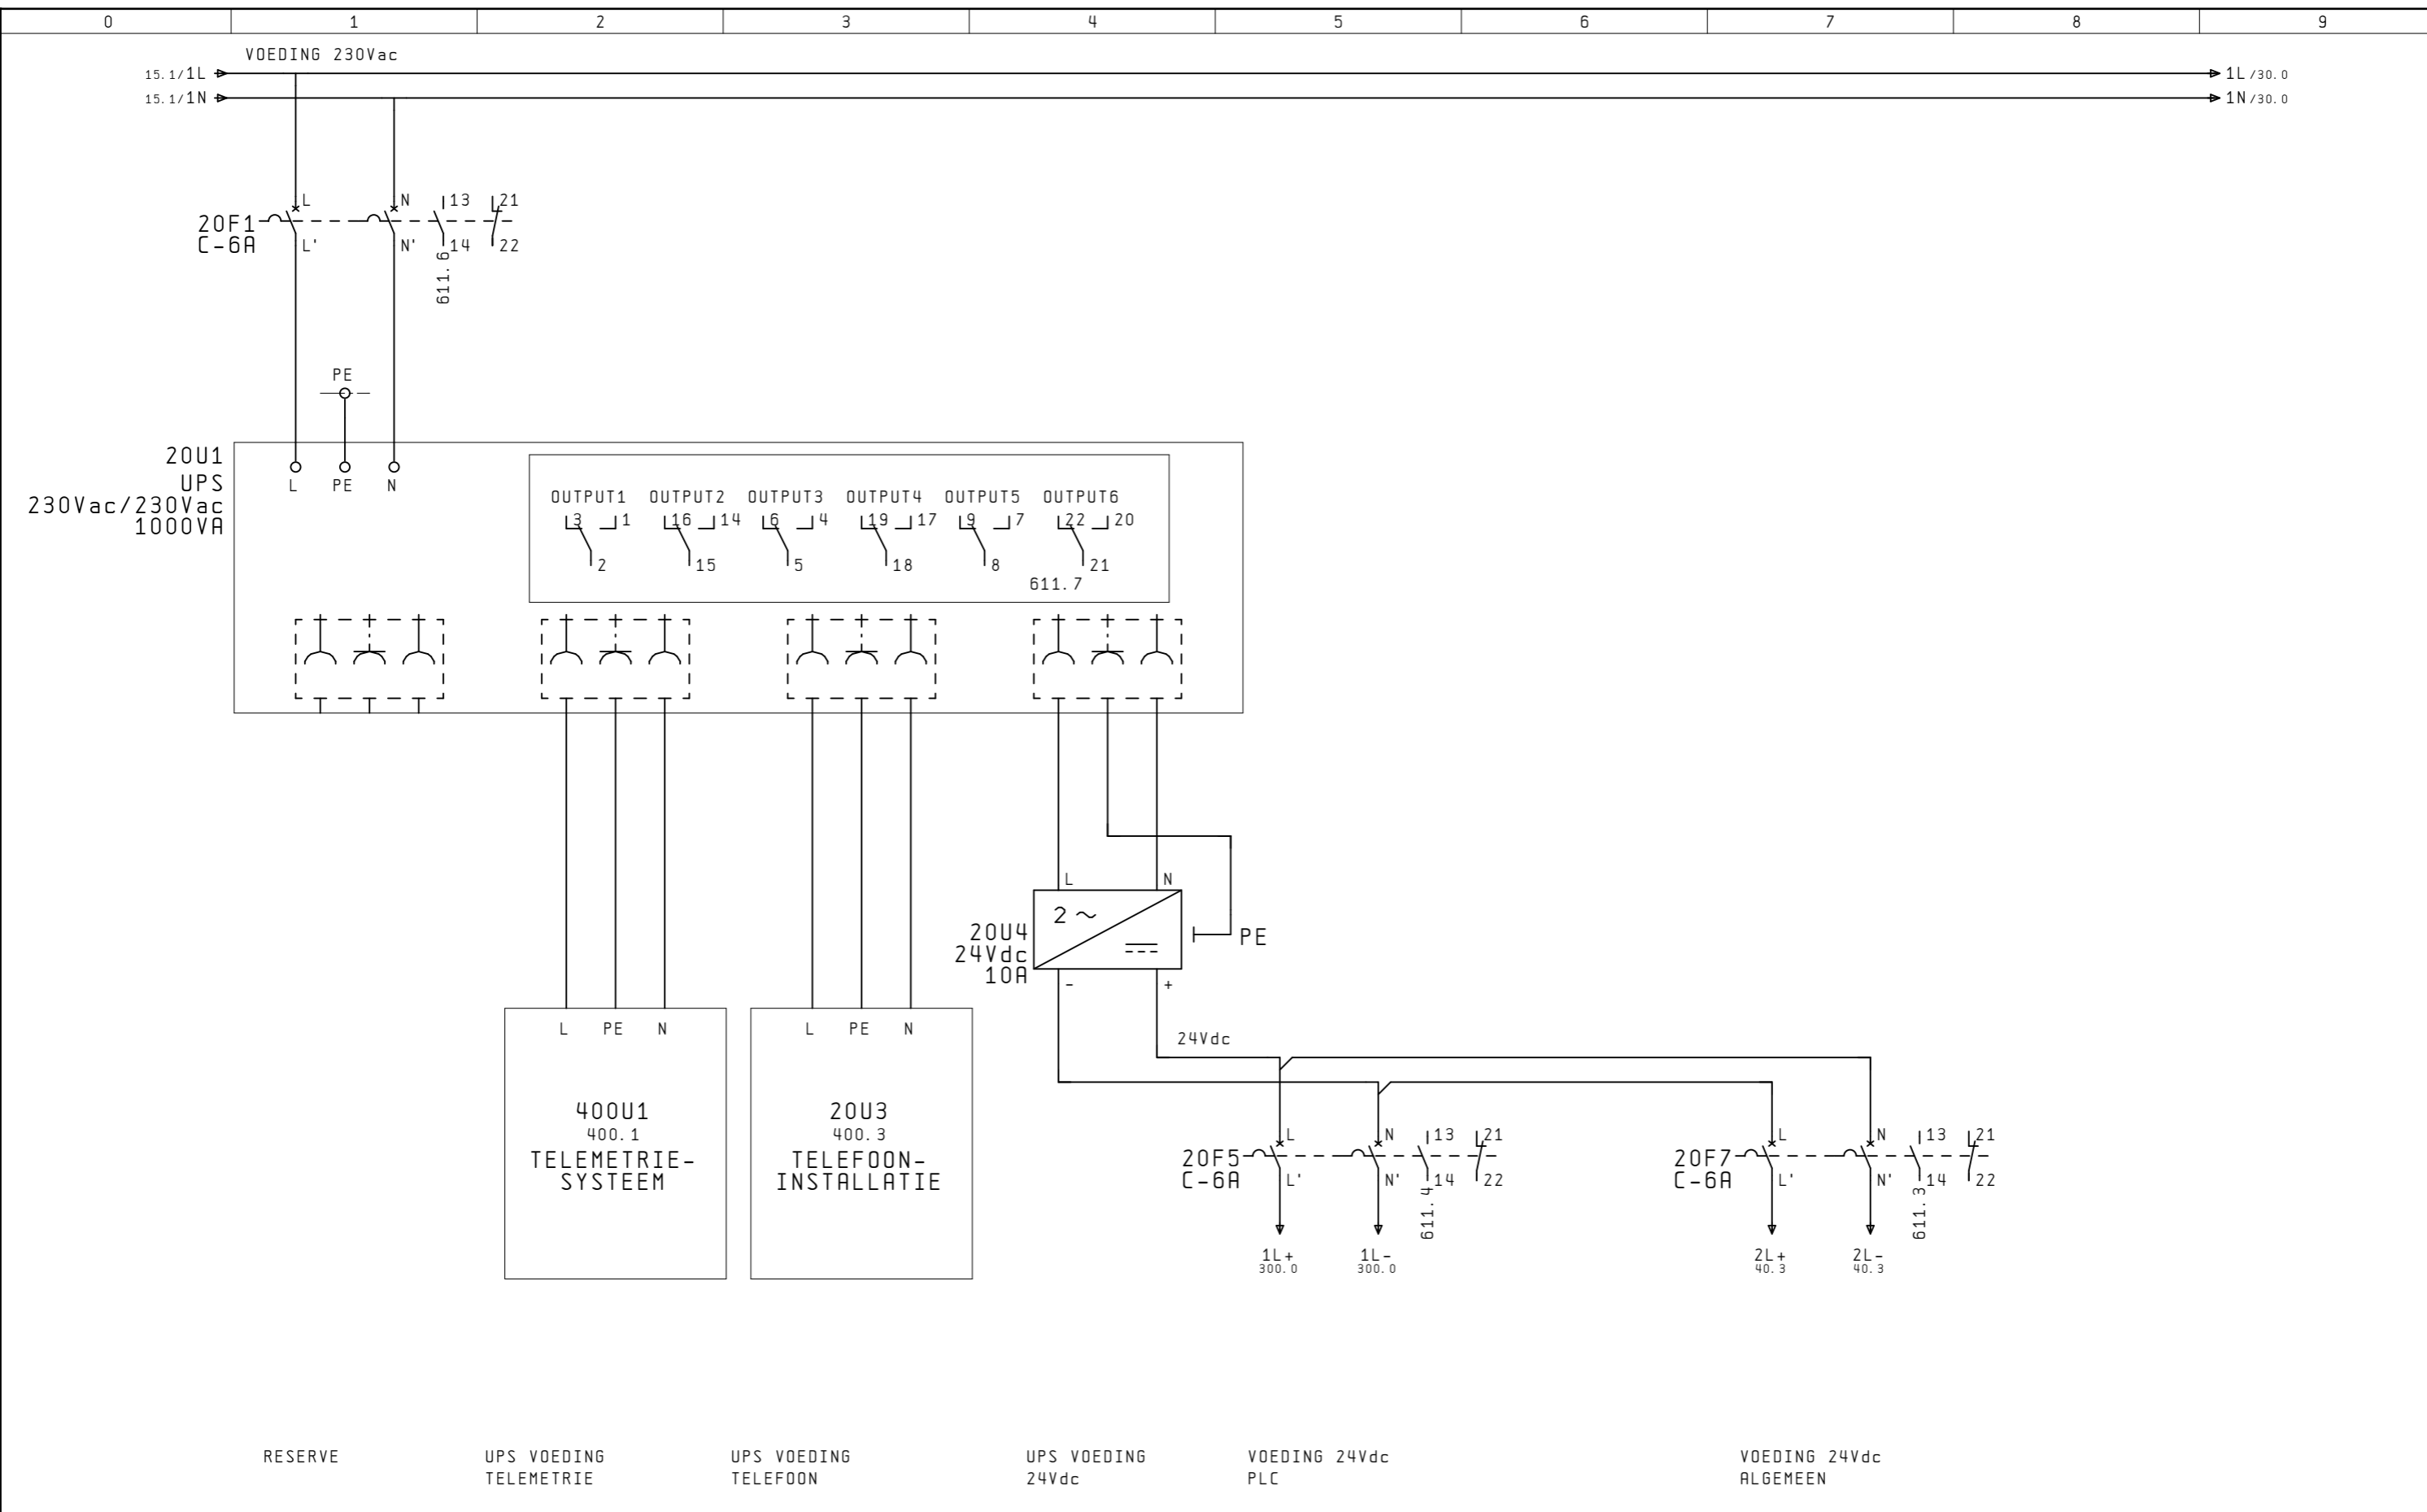 0 1 2 3 4 5 6 7 8 9
VOEDING 230Vac
15.1/1L 1L/30.0
15.1/1N 1N/30.0
L N 13 21
20F1
C-6A
L' N' 14 22
611.6
PE
20U1
UPS
230Vac/230Vac
1000VA
L PE N
OUTPUT1 OUTPUT2 OUTPUT3 OUTPUT4 OUTPUT5 OUTPUT6
3 1 16 14 6 4 19 17 9 7 22 20
2 15 5 18 8 21
611.7
L N
2
20U4
24Vdc
10A
PE
- +
L PE N L PE N
24Vdc
400U1
400.1
TELEMETRIE-
SYSTEEM
20U3
400.3
TELEFOON-
INSTALLATIE
L N 13 21
20F5
C-6A
L' N' 14 22
611.4
1L+ 1L-
300.0 300.0
L N 13 21
20F7
C-6A
L' N' 14 22
611.3
2L+ 2L-
40.3 40.3
RESERVE
UPS VOEDING
TELEMETRIE
UPS VOEDING
TELEFOON
UPS VOEDING
24Vdc
VOEDING 24Vdc
PLC
VOEDING 24Vdc
ALGEMEEN